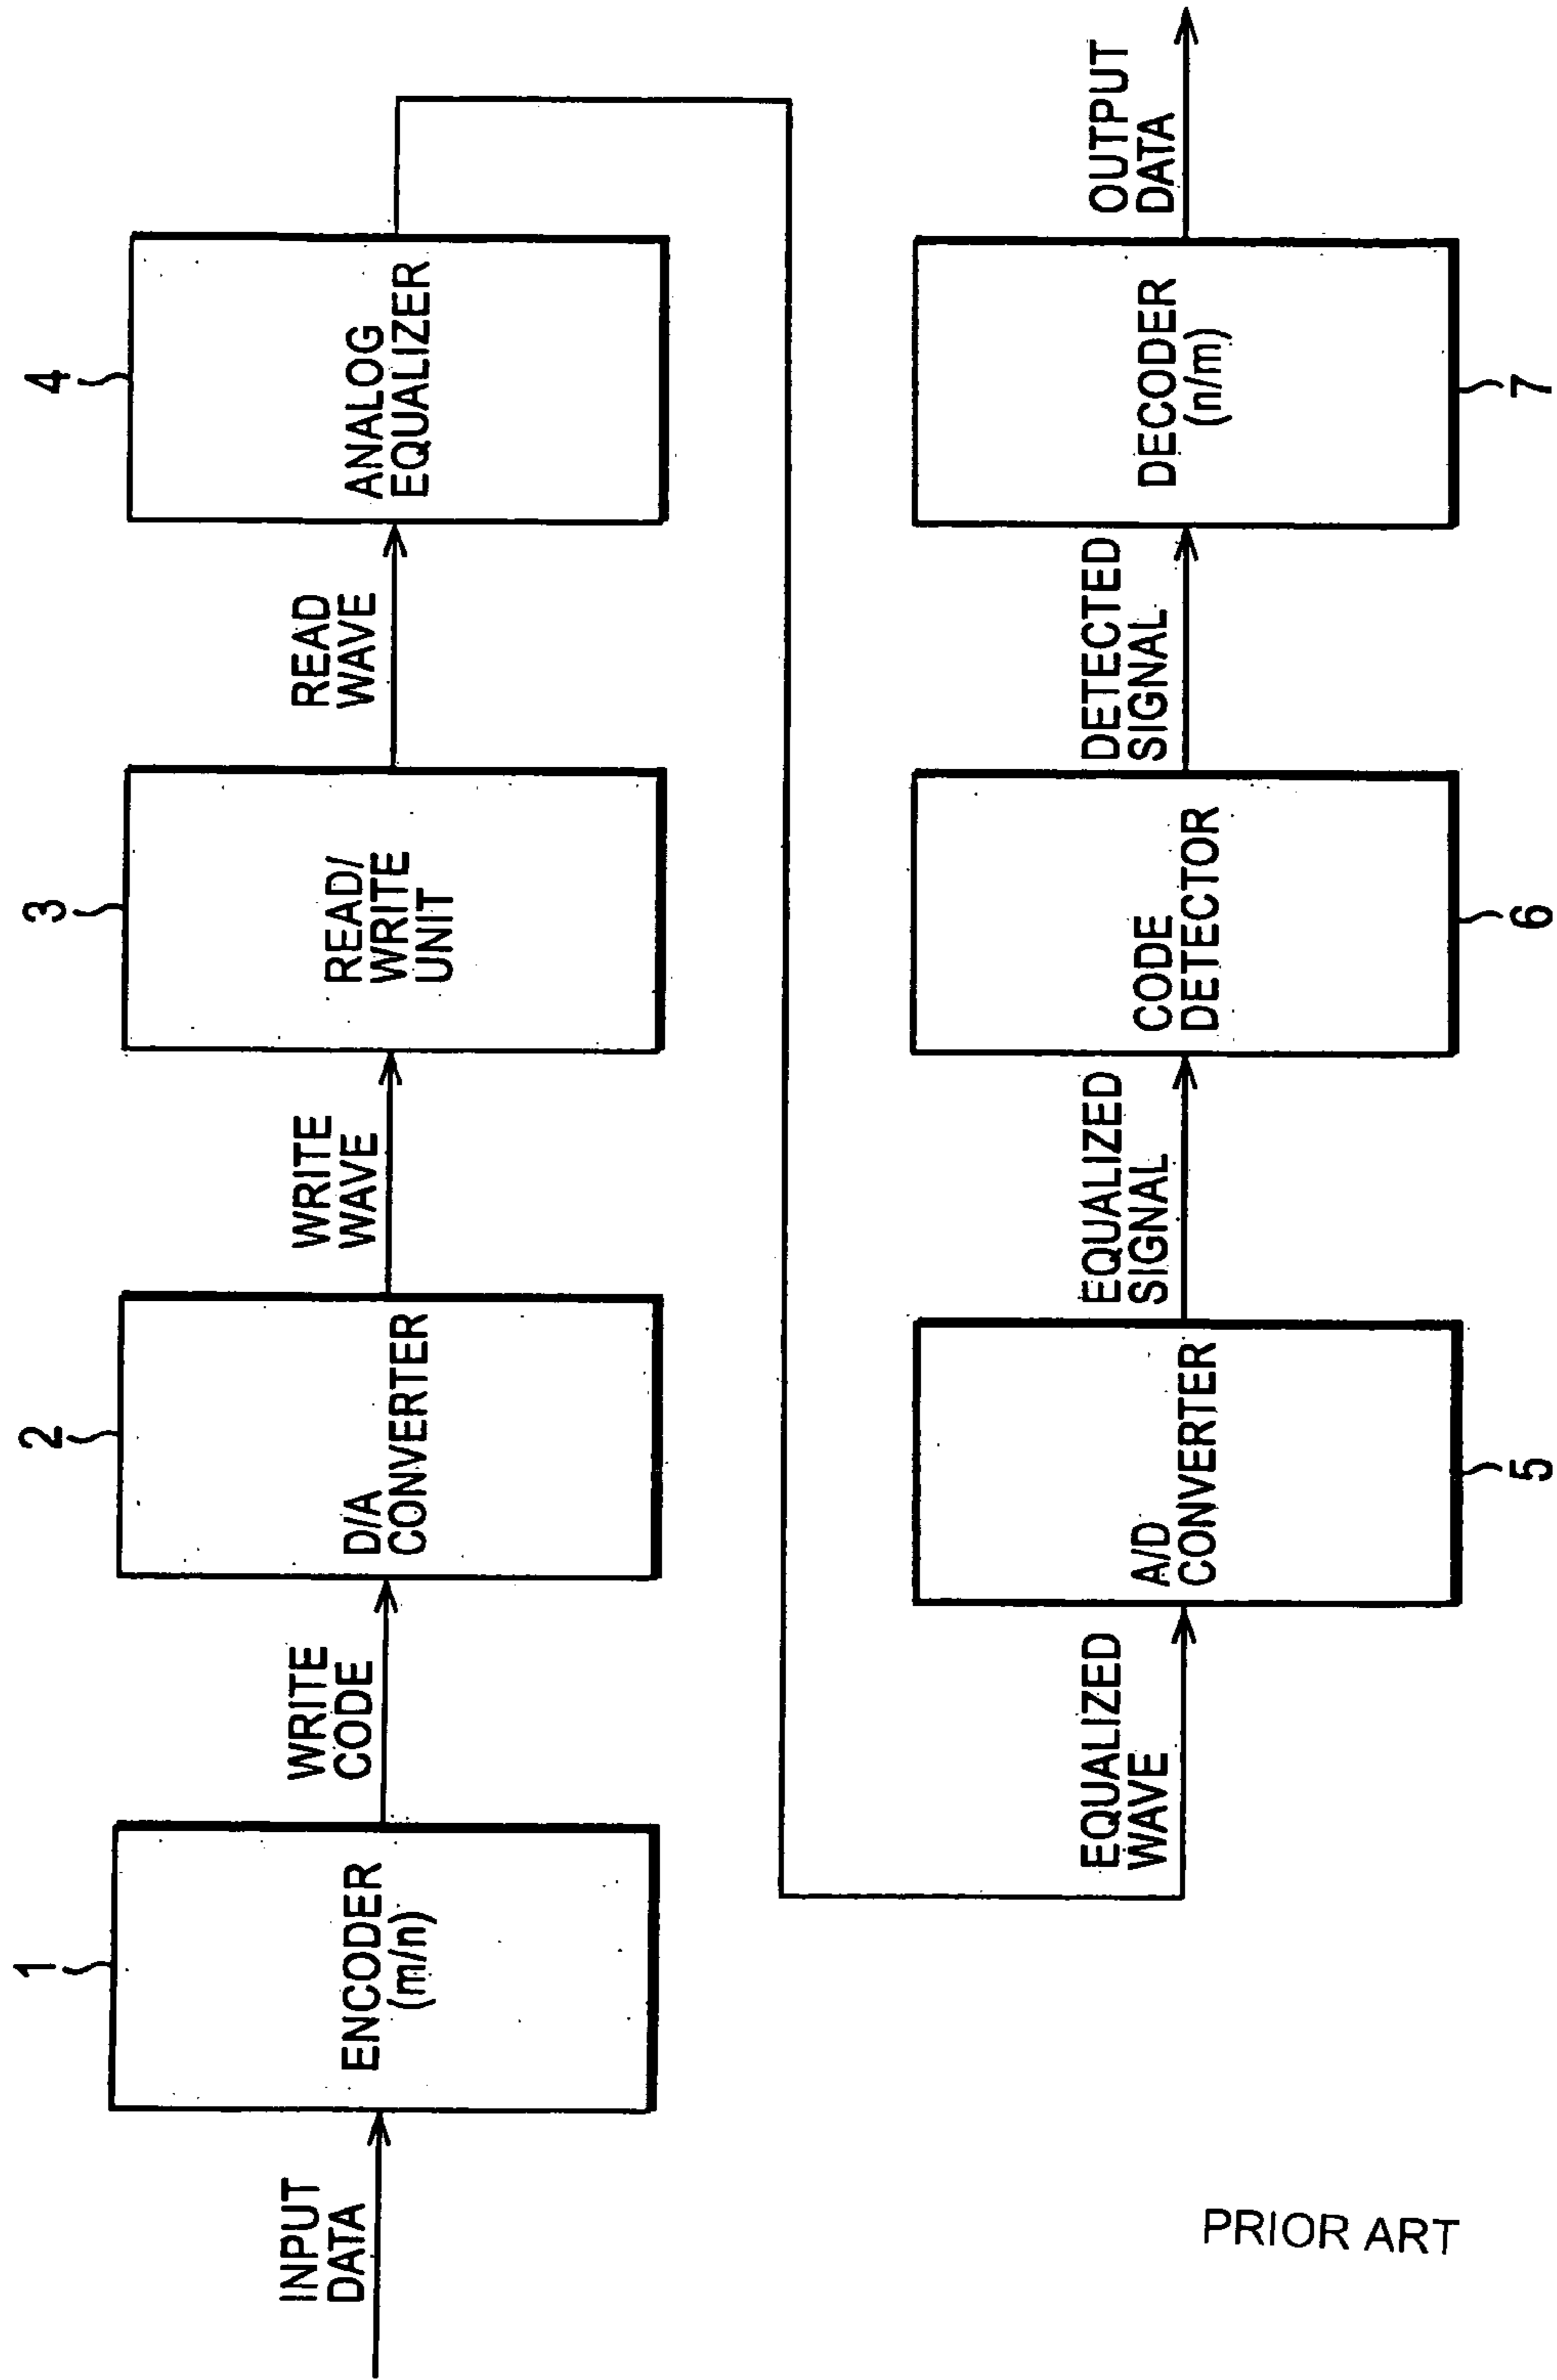 INPUT
DATA
1
ENCODER
(m/n)
WRITE
CODE
2
D/A
CONVERTER
WRITE
WAVE
3
READ/
WRITE
UNIT
READ
WAVE
4
ANALOG
EQUALIZER
EQUALIZED
WAVE
A/D
CONVERTER
5
EQUALIZED
SIGNAL
CODE
DETECTOR
6
DETECTED
SIGNAL
DECODER
(n/m)
7
OUTPUT
DATA
PRIOR ART